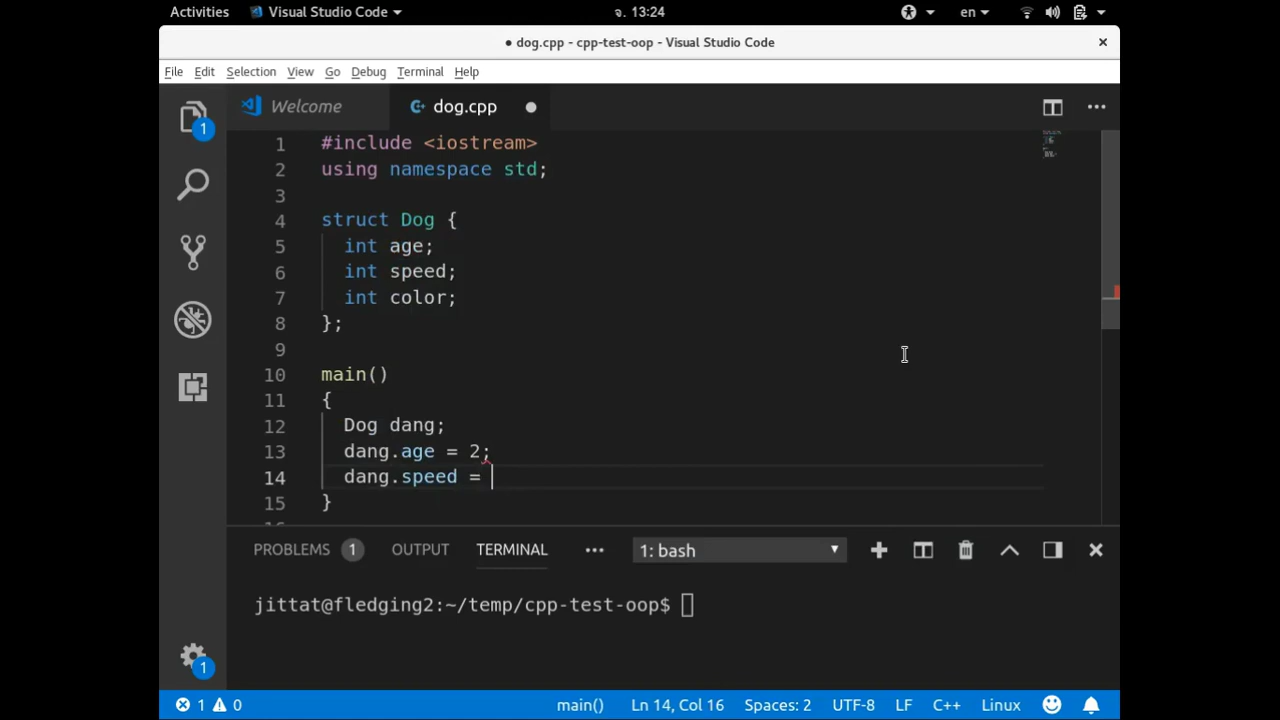 Activities Visual Studio Code จ. 13:24 en
dog.cpp - cpp-test-oop - Visual Studio Code
File Edit Selection View Go Debug Terminal Help
Welcome dog.cpp
1 #include <iostream>
2 using namespace std;
3
4 struct Dog {
5 int age;
6 int speed;
7 int color;
8 };
9
10 main()
11 {
12 Dog dang;
13 dang.age = 2;
14 dang.speed =
15 }
PROBLEMS 1 OUTPUT TERMINAL 1: bash
jittat@fledging2:~/temp/cpp-test-oop$
1
1
1 0 main() Ln 14, Col 16 Spaces: 2 UTF-8 LF C++ Linux